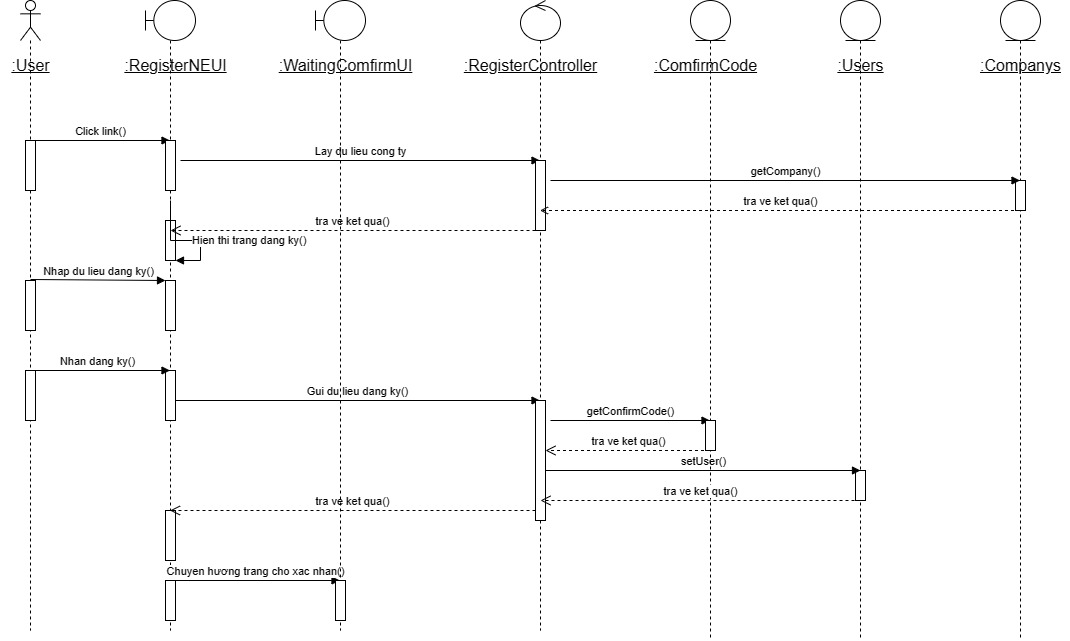 :User
:RegisterNEUI
:WaitingComfirmUI
:RegisterController
:ComfirmCode
:Users
:Companys
Click link()
Lay du lieu cong ty
getCompany()
tra ve ket qua()
tra ve ket qua()
Hien thi trang dang ky()
Nhap du lieu dang ky()
Nhan dang ky()
Gui du lieu dang ky()
getConfirmCode()
tra ve ket qua()
setUser()
tra ve ket qua()
tra ve ket qua()
Chuyen hương trang cho xac nhan()